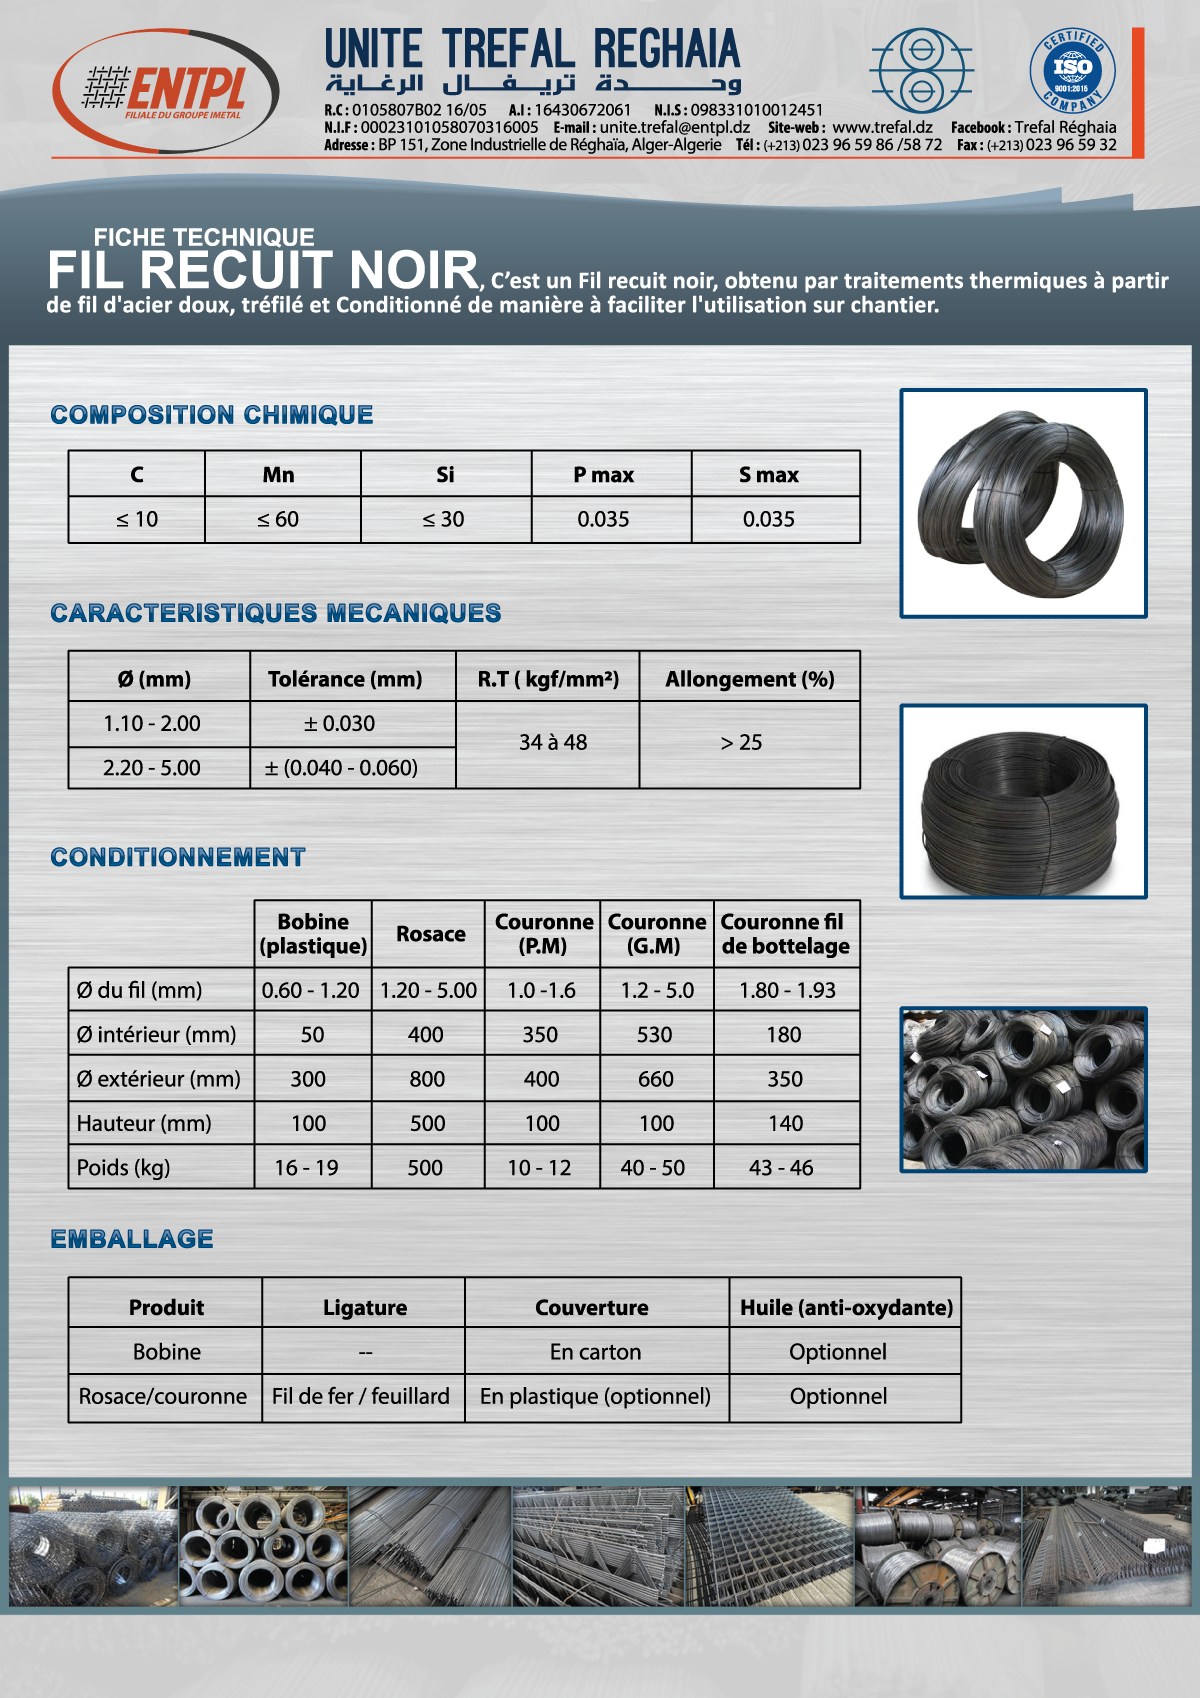 ENTPL
FILIALE DU GROUPE IMETAL
UNITE TREFAL REGHAIA
وحدة تريفال الرغاية
R.C : 0105807B02 16/05 A.I : 16430672061 N.I.S : 098331010012451
N.I.F : 00023101058070316005 E-mail : unite.trefal@entpl.dz Site-web : www.trefal.dz Facebook : Trefal Réghaia
Adresse : BP 151, Zone Industrielle de Réghaïa, Alger-Algerie Tél : (+213) 023 96 59 86 /58 72 Fax : (+213) 023 96 59 32
CERTIFIED
ISO
9001:2015
COMPANY
FICHE TECHNIQUE
FIL RECUIT NOIR, C’est un Fil recuit noir, obtenu par traitements thermiques à partir
de fil d'acier doux, tréfilé et Conditionné de manière à faciliter l'utilisation sur chantier.
COMPOSITION CHIMIQUE
C Mn Si P max S max
≤ 10 ≤ 60 ≤ 30 0.035 0.035
CARACTERISTIQUES MECANIQUES
Ø (mm) Tolérance (mm) R.T ( kgf/mm²) Allongement (%)
1.10 - 2.00 ± 0.030
34 à 48 > 25
2.20 - 5.00 ± (0.040 - 0.060)
CONDITIONNEMENT
Bobine (plastique) Rosace Couronne (P.M) Couronne (G.M) Couronne fil de bottelage
Ø du fil (mm) 0.60 - 1.20 1.20 - 5.00 1.0 -1.6 1.2 - 5.0 1.80 - 1.93
Ø intérieur (mm) 50 400 350 530 180
Ø extérieur (mm) 300 800 400 660 350
Hauteur (mm) 100 500 100 100 140
Poids (kg) 16 - 19 500 10 - 12 40 - 50 43 - 46
EMBALLAGE
Produit Ligature Couverture Huile (anti-oxydante)
Bobine -- En carton Optionnel
Rosace/couronne Fil de fer / feuillard En plastique (optionnel) Optionnel